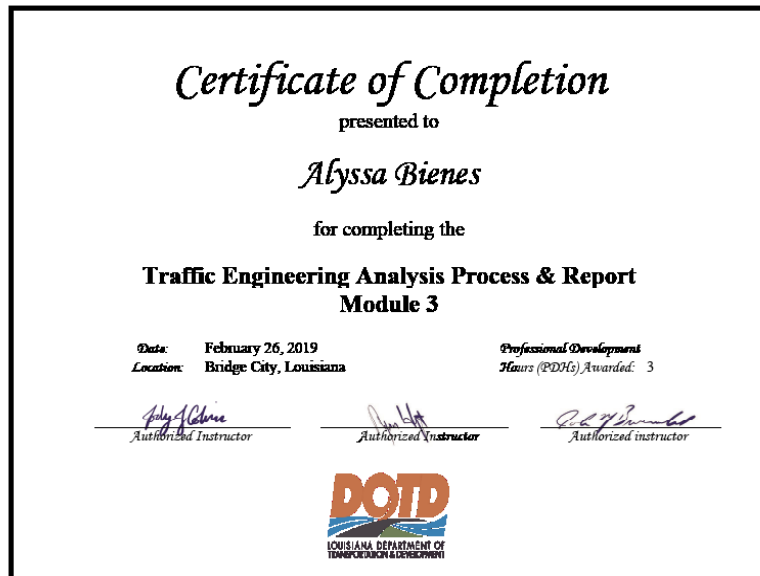 Certificate of Completion
presented to
Alyssa Bienes
for completing the
Traffic Engineering Analysis Process & Report
Module 3
Date: February 26, 2019
Location: Bridge City, Louisiana
Professional Development
Hours (PDHs) Awarded: 3
Authorized Instructor
Authorized Instructor
Authorized instructor
DOTD
LOUISIANA DEPARTMENT OF
TRANSPORTATION & DEVELOPMENT